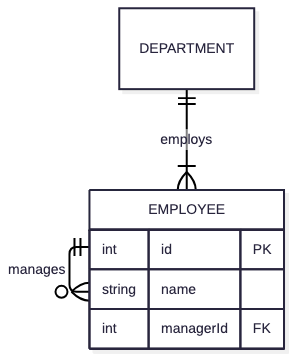 DEPARTMENT
employs
EMPLOYEE
int id PK
manages
string name
int managerId FK